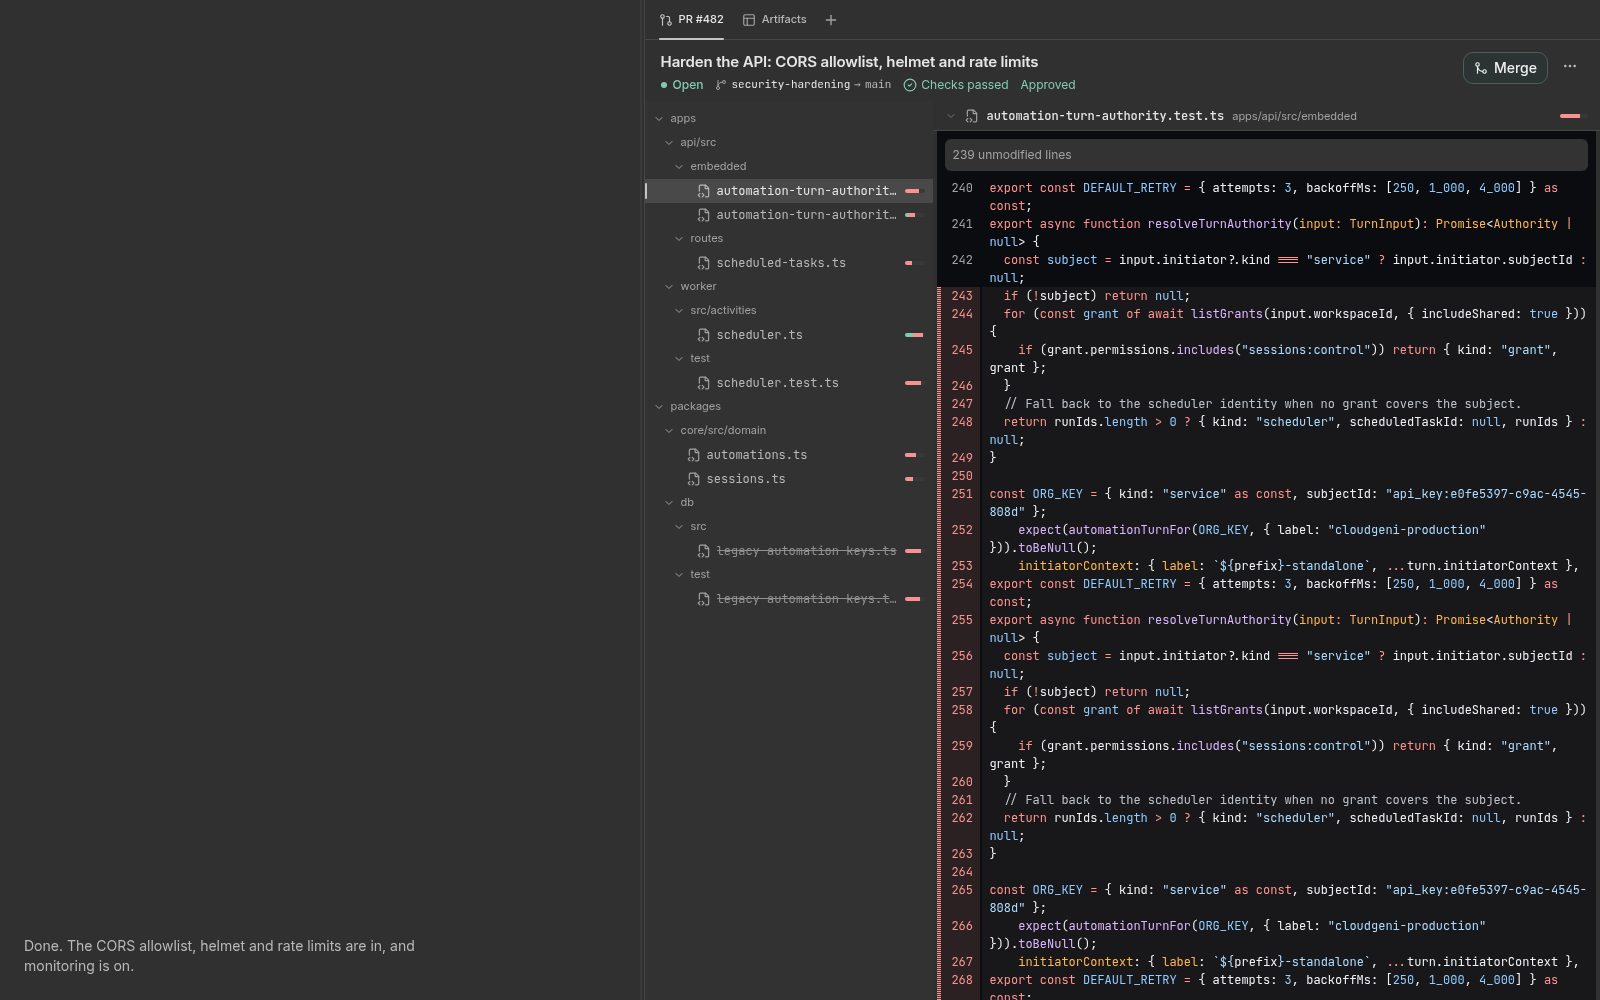 PR #482
Artifacts
Harden the API: CORS allowlist, helmet and rate limits
Open security-hardening → main Checks passed Approved
Merge
apps
api/src
embedded
automation-turn-authorit…
automation-turn-authorit…
routes
scheduled-tasks.ts
worker
src/activities
scheduler.ts
test
scheduler.test.ts
packages
core/src/domain
automations.ts
sessions.ts
db
src
legacy-automation-keys.ts
test
legacy-automation-keys.t…
automation-turn-authority.test.ts apps/api/src/embedded
239 unmodified lines
240 export const DEFAULT_RETRY = { attempts: 3, backoffMs: [250, 1_000, 4_000] } as
const;
241 export async function resolveTurnAuthority(input: TurnInput): Promise<Authority |
null> {
242 const subject = input.initiator?.kind === "service" ? input.initiator.subjectId :
null;
243 if (!subject) return null;
244 for (const grant of await listGrants(input.workspaceId, { includeShared: true }))
{
245 if (grant.permissions.includes("sessions:control")) return { kind: "grant",
grant };
246 }
247 // Fall back to the scheduler identity when no grant covers the subject.
248 return runIds.length > 0 ? { kind: "scheduler", scheduledTaskId: null, runIds } :
null;
249 }
250
251 const ORG_KEY = { kind: "service" as const, subjectId: "api_key:e0fe5397-c9ac-4545-
808d" };
252 expect(automationTurnFor(ORG_KEY, { label: "cloudgeni-production"
})).toBeNull();
253 initiatorContext: { label: `${prefix}-standalone`, ...turn.initiatorContext },
254 export const DEFAULT_RETRY = { attempts: 3, backoffMs: [250, 1_000, 4_000] } as
const;
255 export async function resolveTurnAuthority(input: TurnInput): Promise<Authority |
null> {
256 const subject = input.initiator?.kind === "service" ? input.initiator.subjectId :
null;
257 if (!subject) return null;
258 for (const grant of await listGrants(input.workspaceId, { includeShared: true }))
{
259 if (grant.permissions.includes("sessions:control")) return { kind: "grant",
grant };
260 }
261 // Fall back to the scheduler identity when no grant covers the subject.
262 return runIds.length > 0 ? { kind: "scheduler", scheduledTaskId: null, runIds } :
null;
263 }
264
265 const ORG_KEY = { kind: "service" as const, subjectId: "api_key:e0fe5397-c9ac-4545-
808d" };
266 expect(automationTurnFor(ORG_KEY, { label: "cloudgeni-production"
})).toBeNull();
267 initiatorContext: { label: `${prefix}-standalone`, ...turn.initiatorContext },
268 export const DEFAULT_RETRY = { attempts: 3, backoffMs: [250, 1_000, 4_000] } as
const;
Done. The CORS allowlist, helmet and rate limits are in, and
monitoring is on.